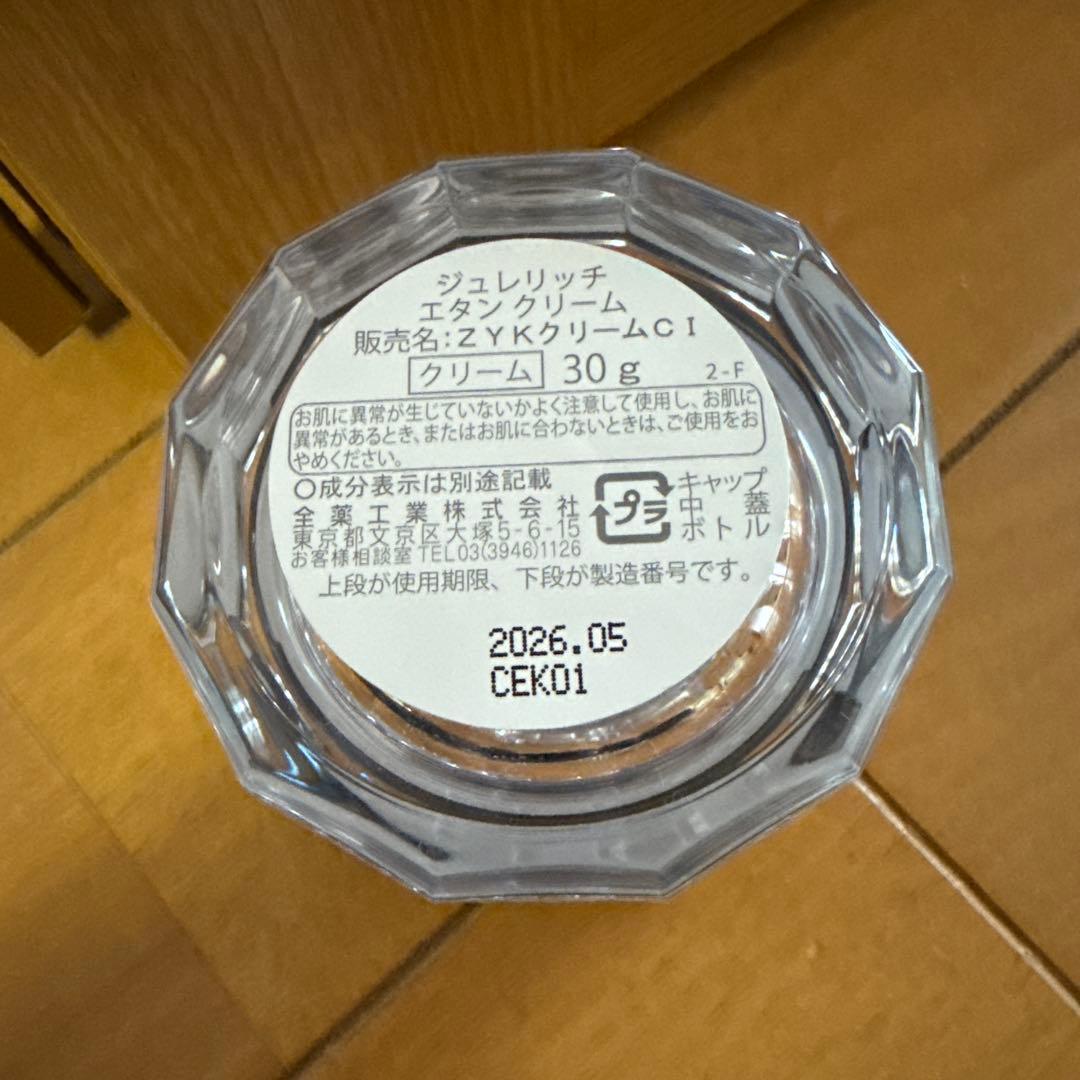 ジュレリッチ
エタン クリーム
販売名:ZYKクリームCI
クリーム 30g 2-F
お肌に異常が生じていないかよく注意して使用し、お肌に
異常があるとき、またはお肌に合わないときは、ご使用をお
やめください。
○成分表示は別途記載
全薬工業株式会社
東京都文京区大塚5-6-15
お客様相談室 TEL03(3946)1126
プラ
キャップ
中蓋
ボトル
上段が使用期限、下段が製造番号です。
2026.05
CEK01